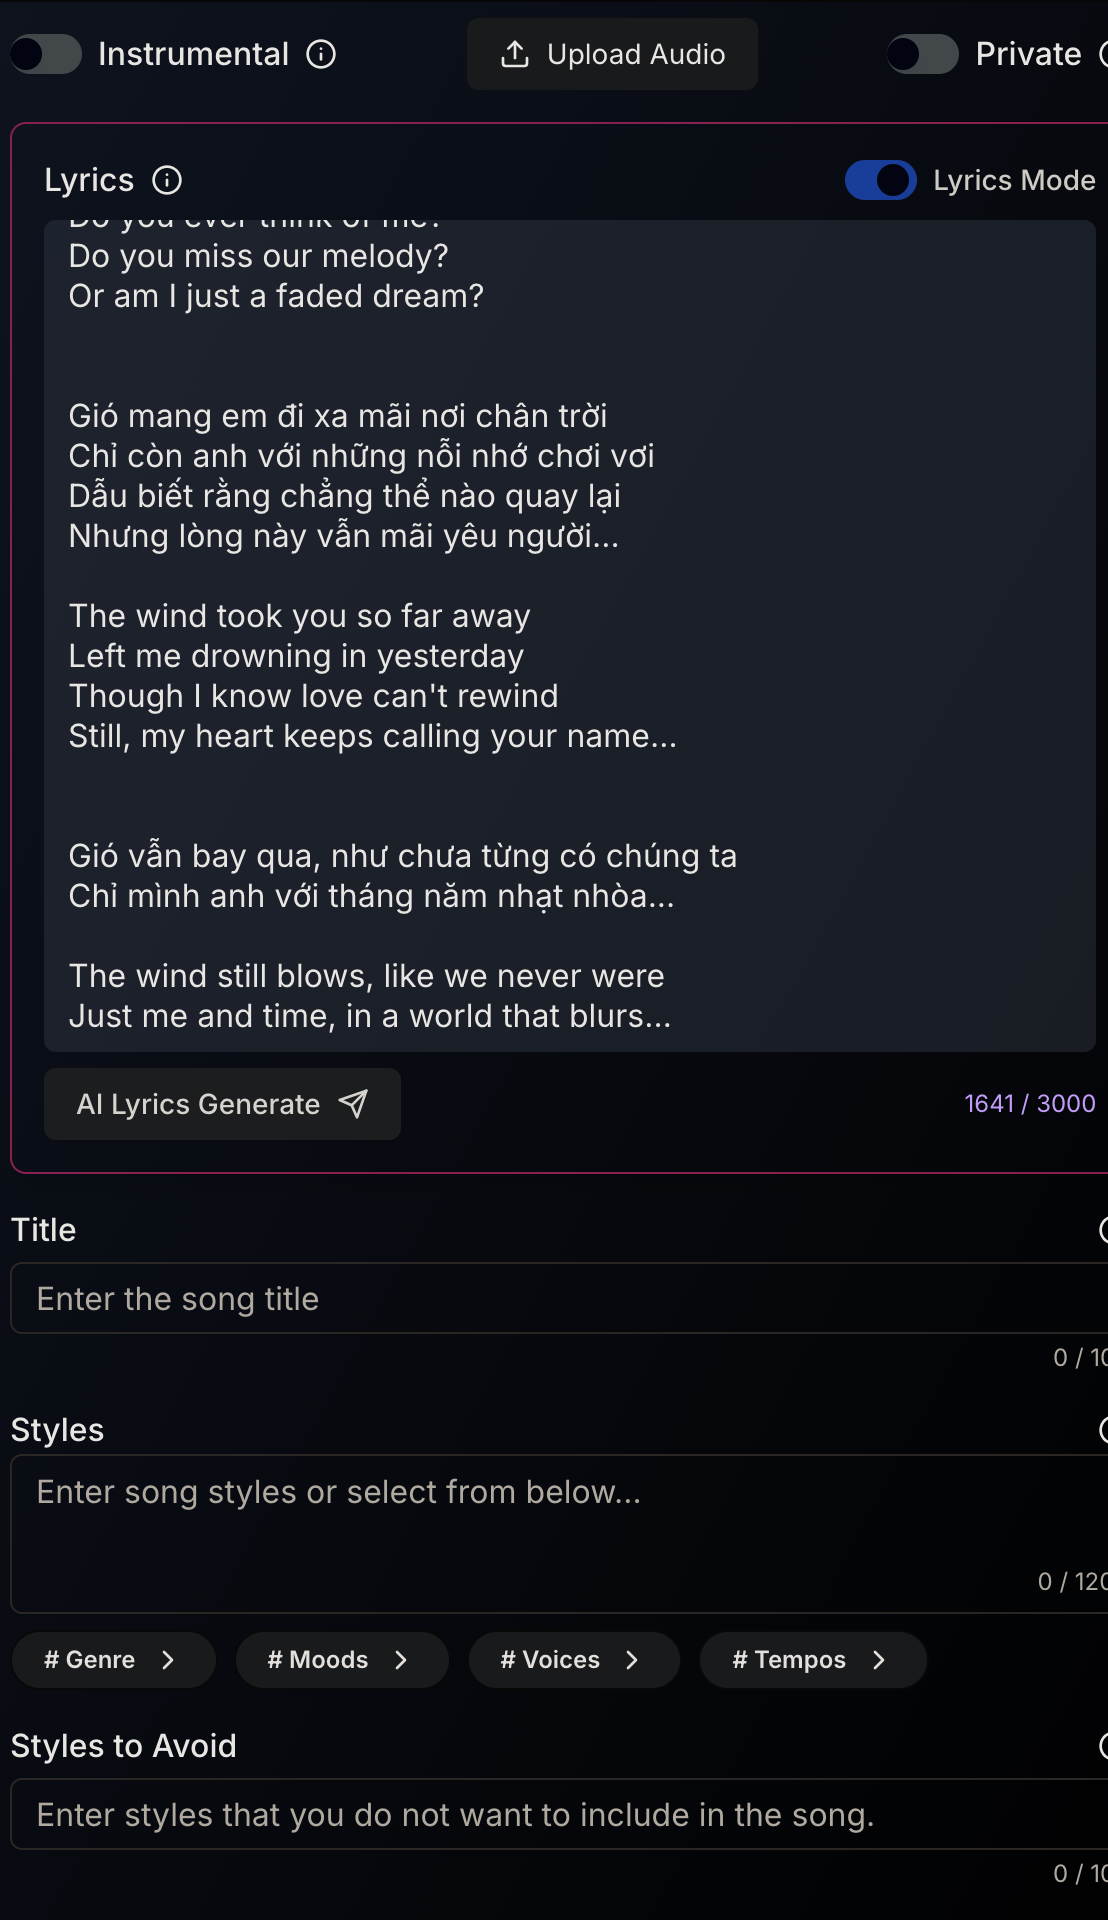 Instrumental
Upload Audio
Private
Lyrics
Lyrics Mode
Do you ever think of me?
Do you miss our melody?
Or am I just a faded dream?
Gió mang em đi xa mãi nơi chân trời
Chỉ còn anh với những nỗi nhớ chơi vơi
Dẫu biết rằng chẳng thể nào quay lại
Nhưng lòng này vẫn mãi yêu người...
The wind took you so far away
Left me drowning in yesterday
Though I know love can't rewind
Still, my heart keeps calling your name...
Gió vẫn bay qua, như chưa từng có chúng ta
Chỉ mình anh với tháng năm nhạt nhòa...
The wind still blows, like we never were
Just me and time, in a world that blurs...
AI Lyrics Generate
1641 / 3000
Title
Enter the song title
0 / 10
Styles
Enter song styles or select from below...
0 / 120
# Genre
# Moods
# Voices
# Tempos
Styles to Avoid
Enter styles that you do not want to include in the song.
0 / 10